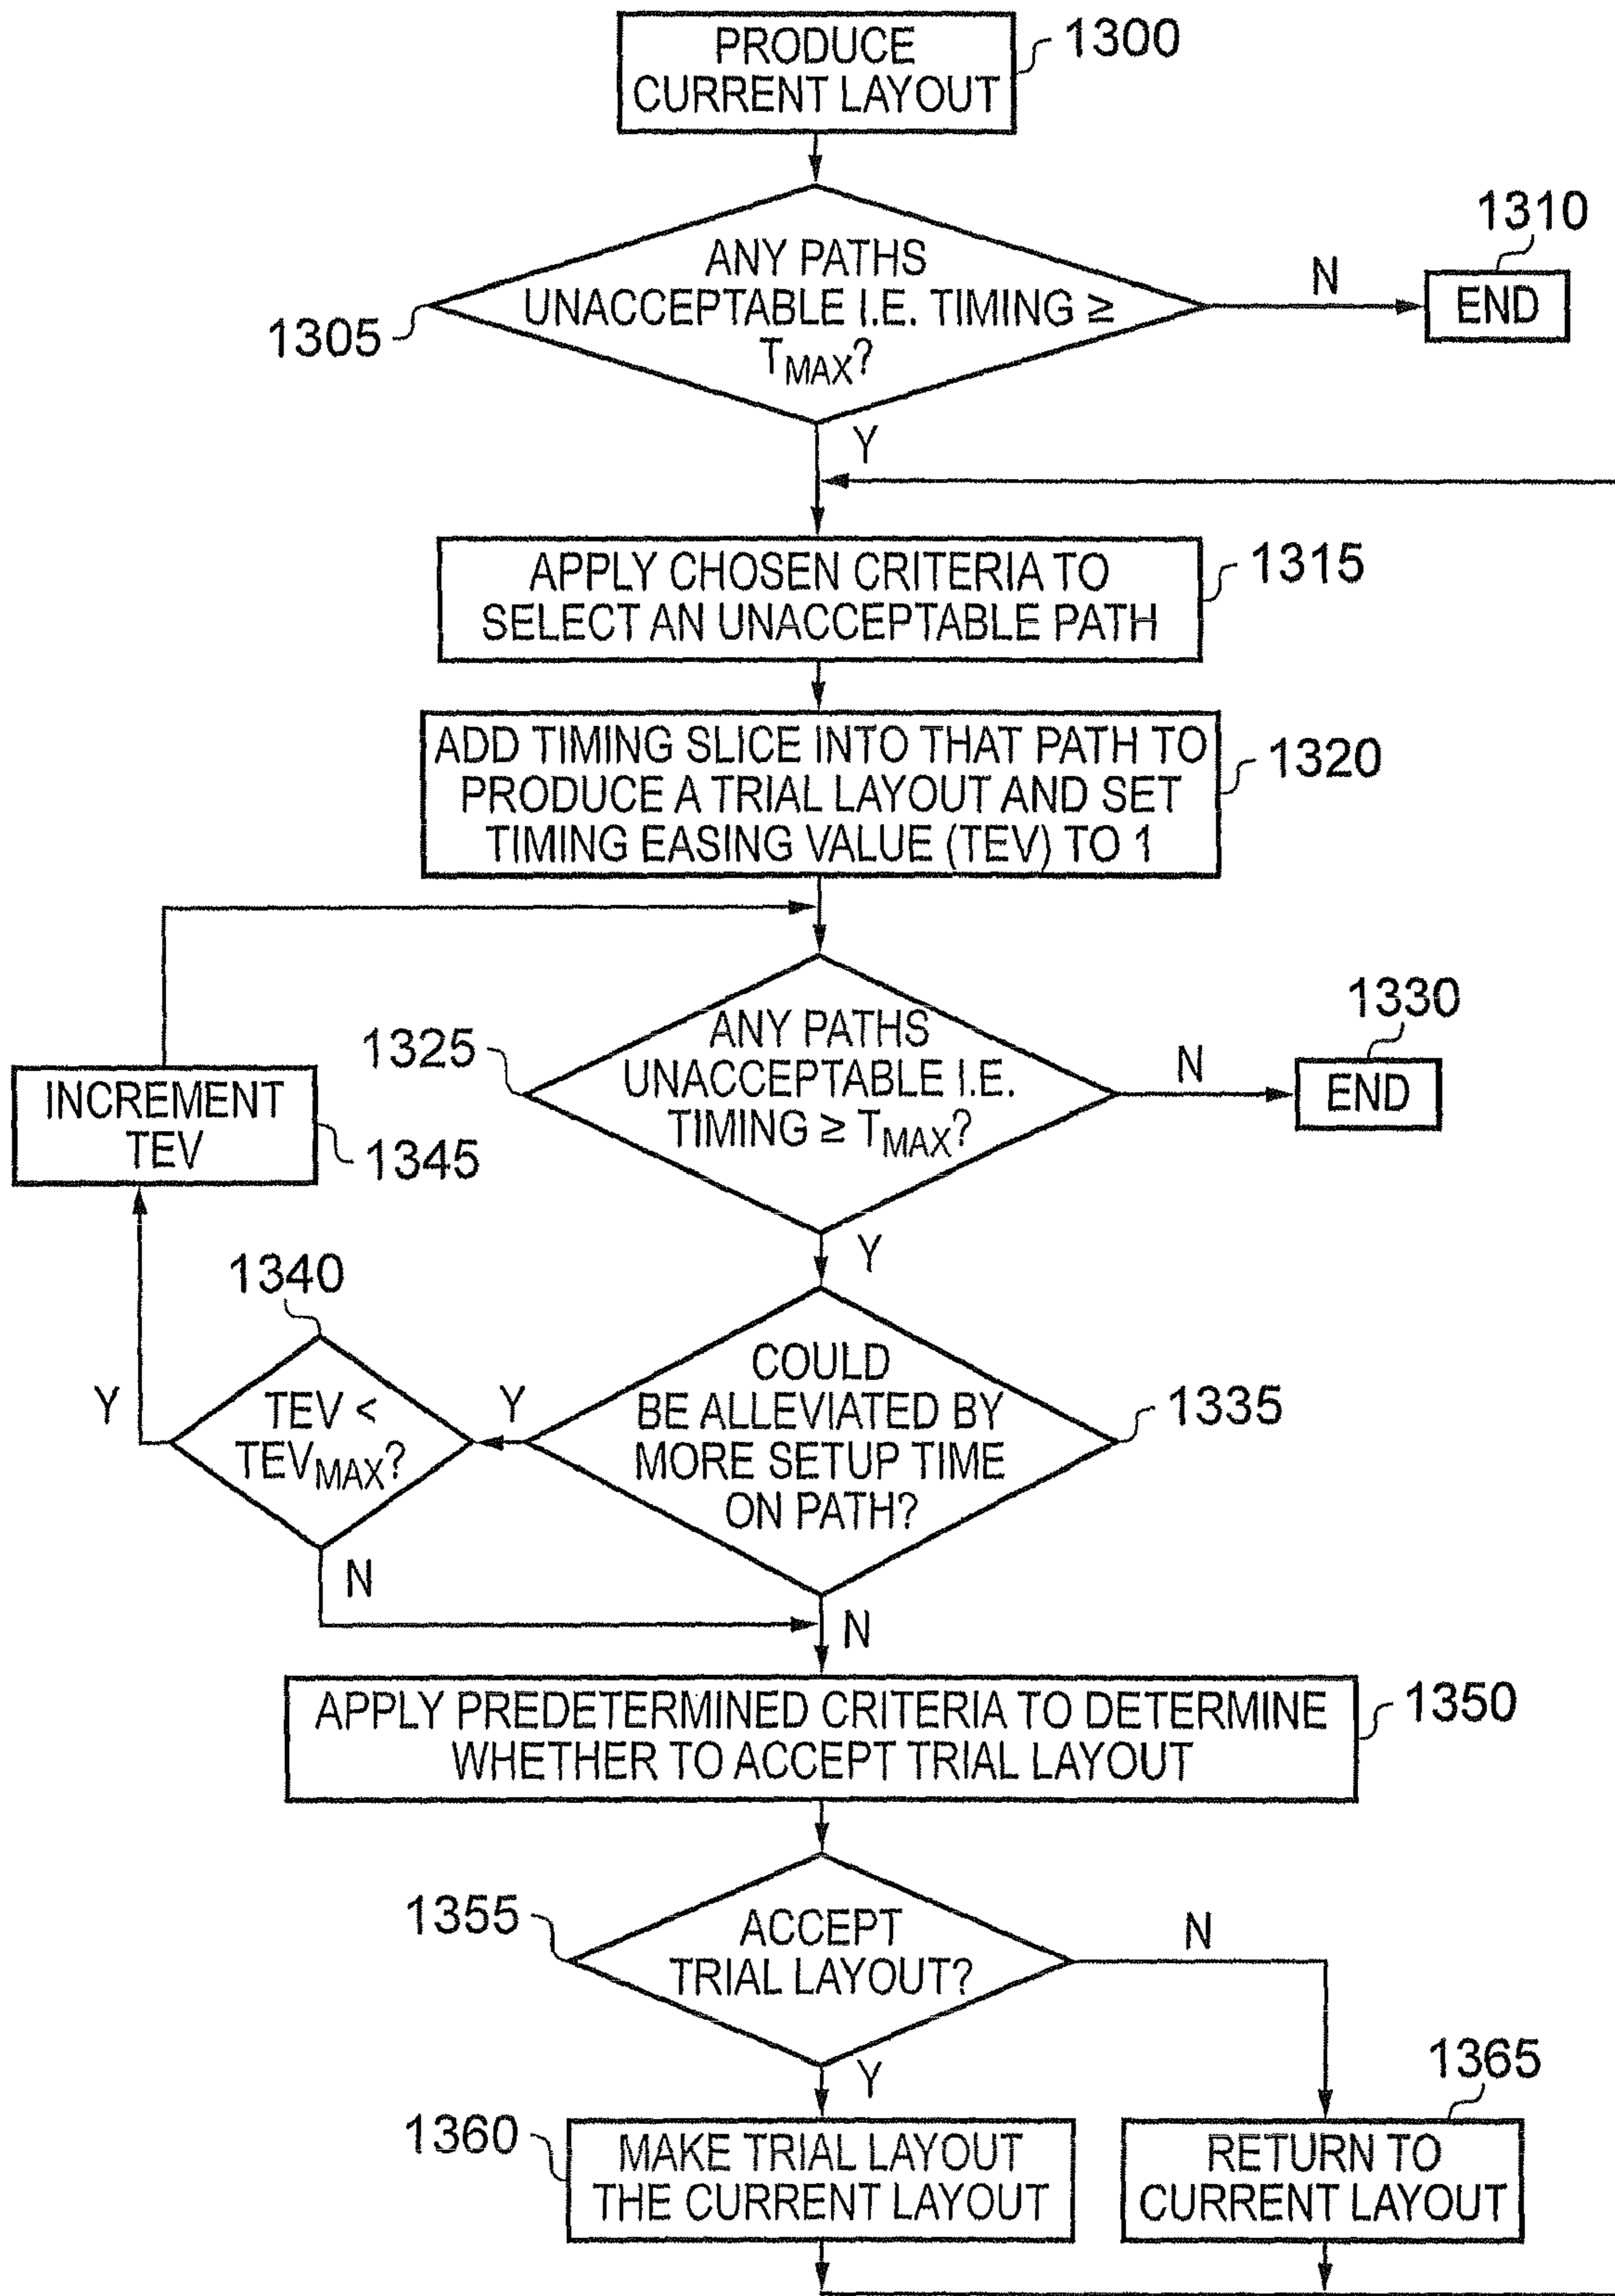 PRODUCE
CURRENT LAYOUT
1300
ANY PATHS
UNACCEPTABLE I.E. TIMING ≥
TMAX?
1305
N
1310
END
Y
APPLY CHOSEN CRITERIA TO
SELECT AN UNACCEPTABLE PATH
1315
ADD TIMING SLICE INTO THAT PATH TO
PRODUCE A TRIAL LAYOUT AND SET
TIMING EASING VALUE (TEV) TO 1
1320
ANY PATHS
UNACCEPTABLE I.E.
TIMING ≥ TMAX?
1325
N
1330
END
INCREMENT
TEV
1345
Y
COULD
BE ALLEVIATED BY
MORE SETUP TIME
ON PATH?
1335
Y
1340
TEV <
TEVMAX?
Y
N
N
APPLY PREDETERMINED CRITERIA TO DETERMINE
WHETHER TO ACCEPT TRIAL LAYOUT
1350
ACCEPT
TRIAL LAYOUT?
1355
N
Y
1360
MAKE TRIAL LAYOUT
THE CURRENT LAYOUT
1365
RETURN TO
CURRENT LAYOUT